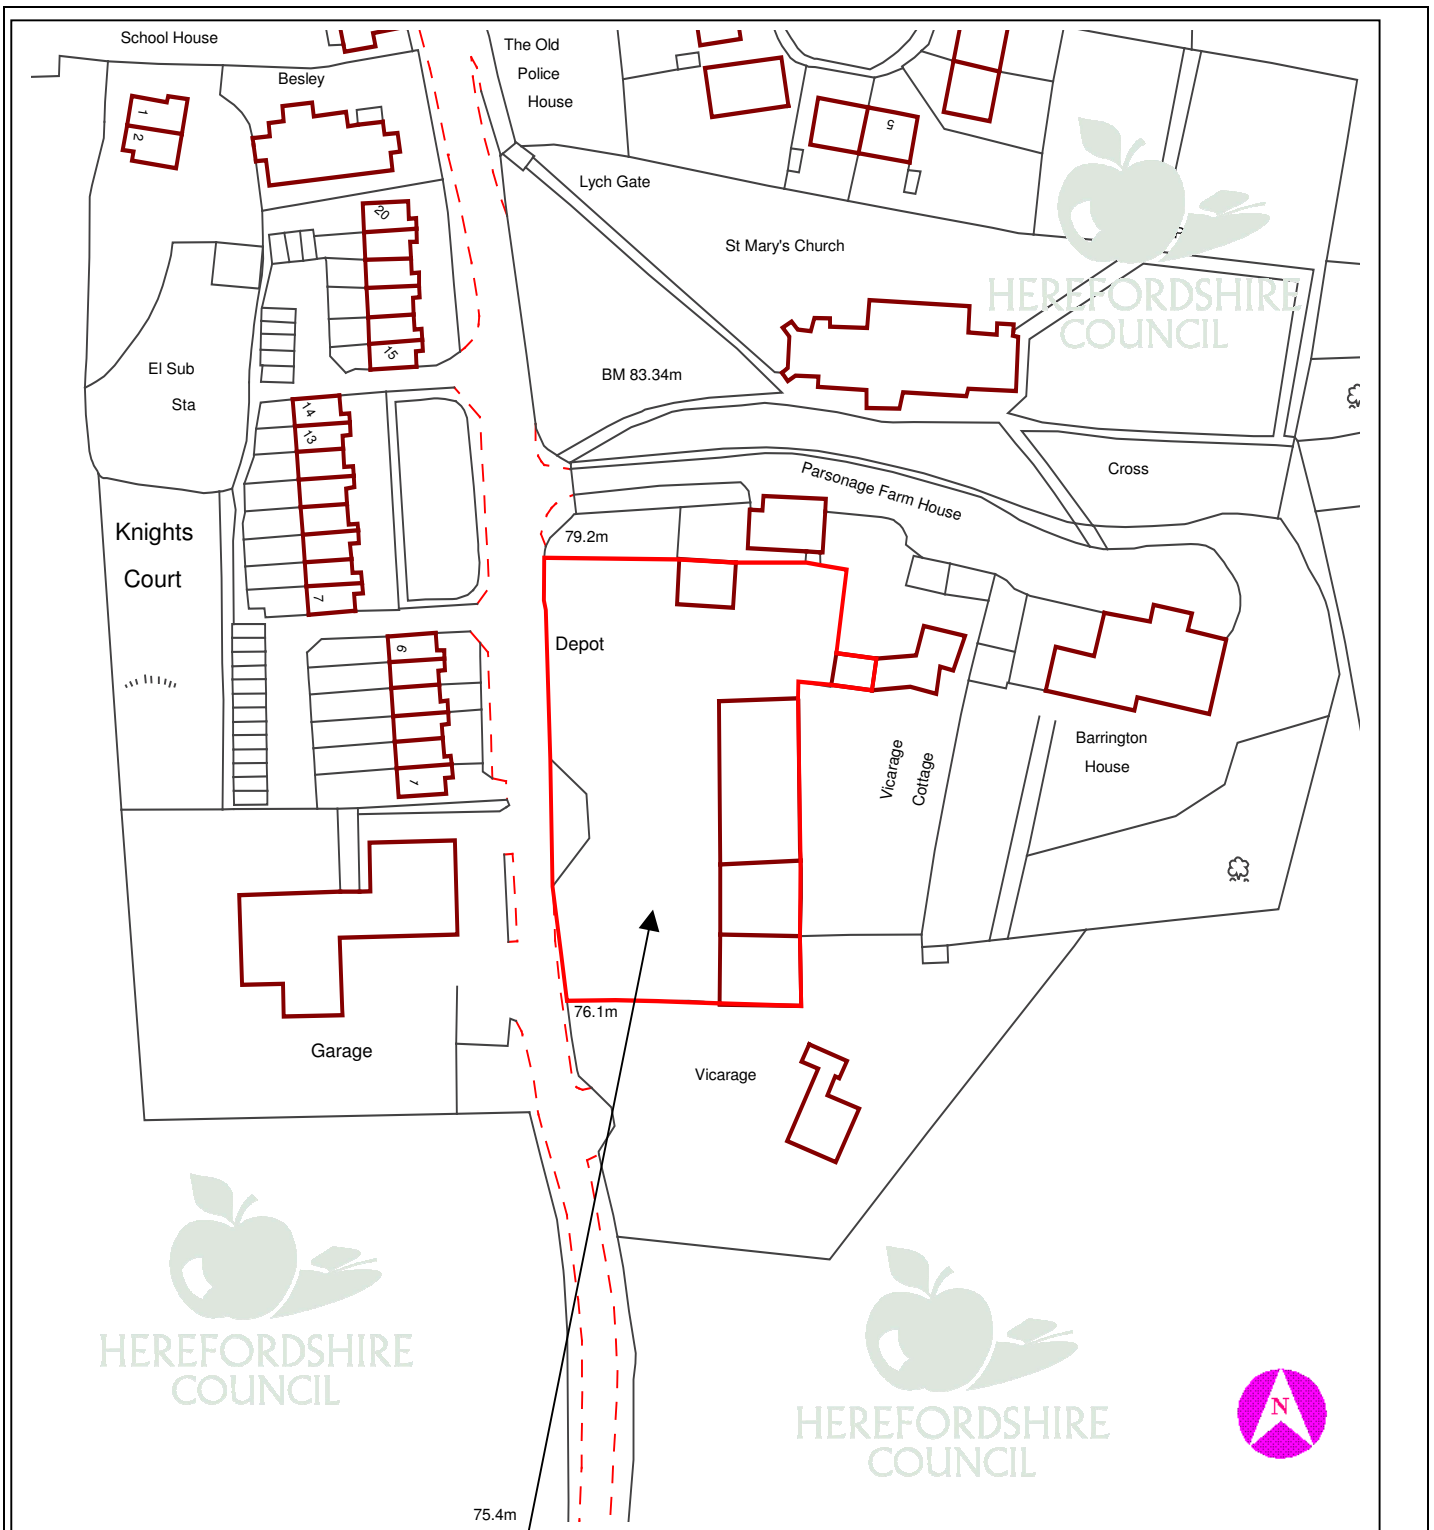 School House
The Old
Police
House
Besley
1
2
5
Lych Gate
20
St Mary's Church
HEREFORDSHIRE
COUNCIL
15
El Sub
Sta
BM 83.34m
14
13
Cross
Parsonage Farm House
Knights
Court
79.2m
7
Depot
6
1
Vicarage
Cottage
Barrington
House
76.1m
Garage
Vicarage
HEREFORDSHIRE
COUNCIL
HEREFORDSHIRE
COUNCIL
N
75.4m